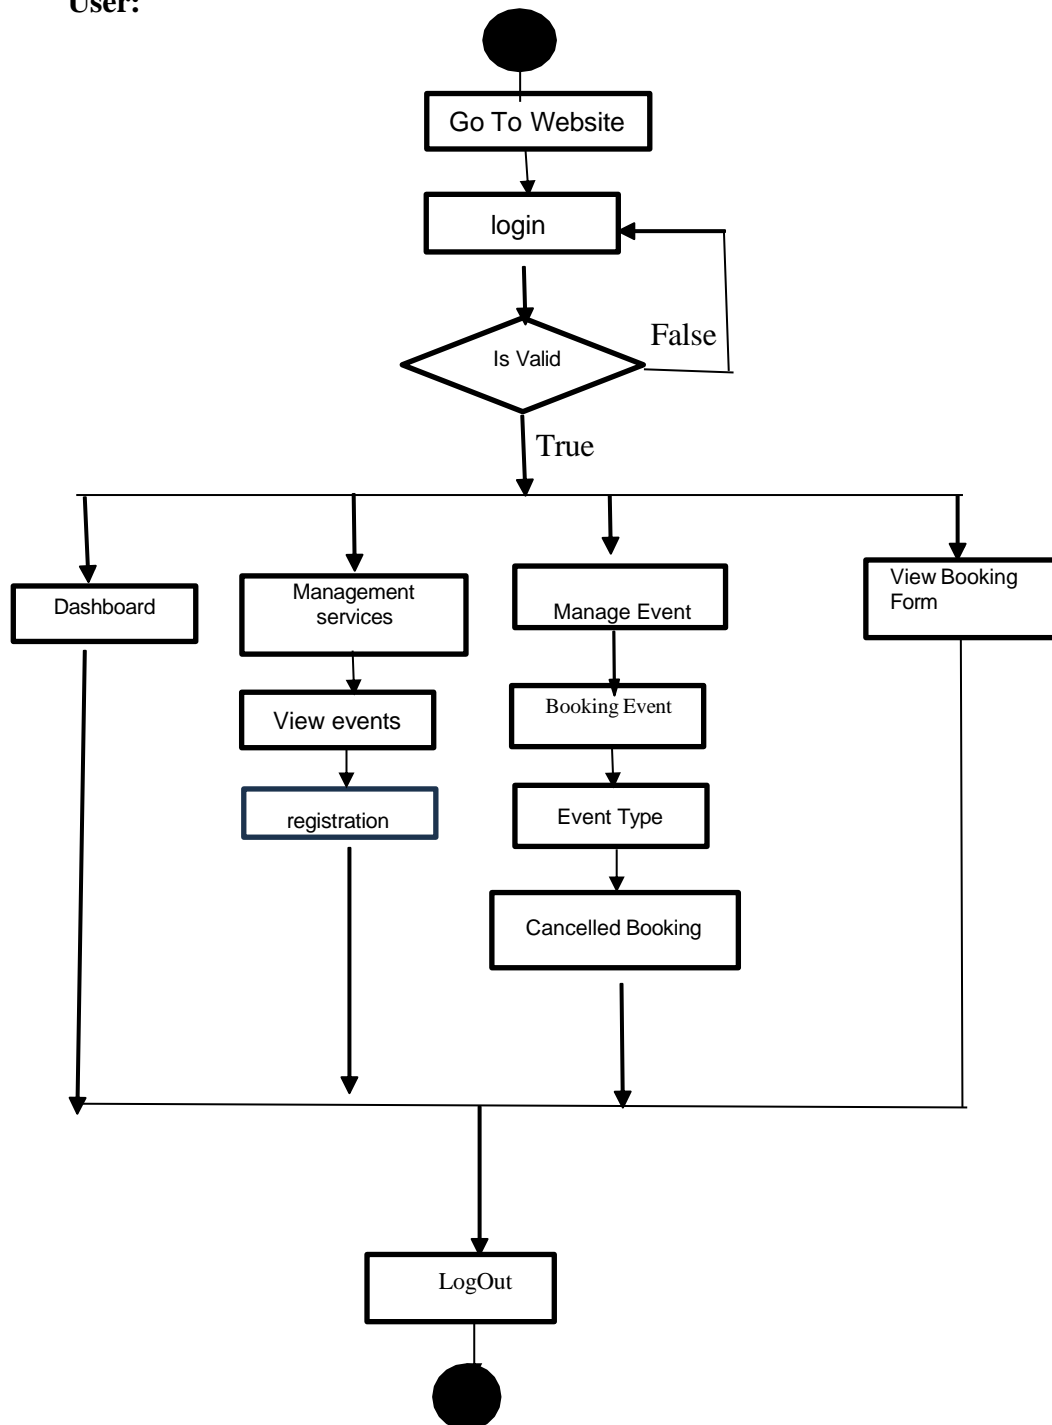 User:
Go To Website
login
False
Is Valid
True
Dashboard
Management
services
Manage Event
View Booking
Form
View events
Booking Event
registration
Event Type
Cancelled Booking
LogOut